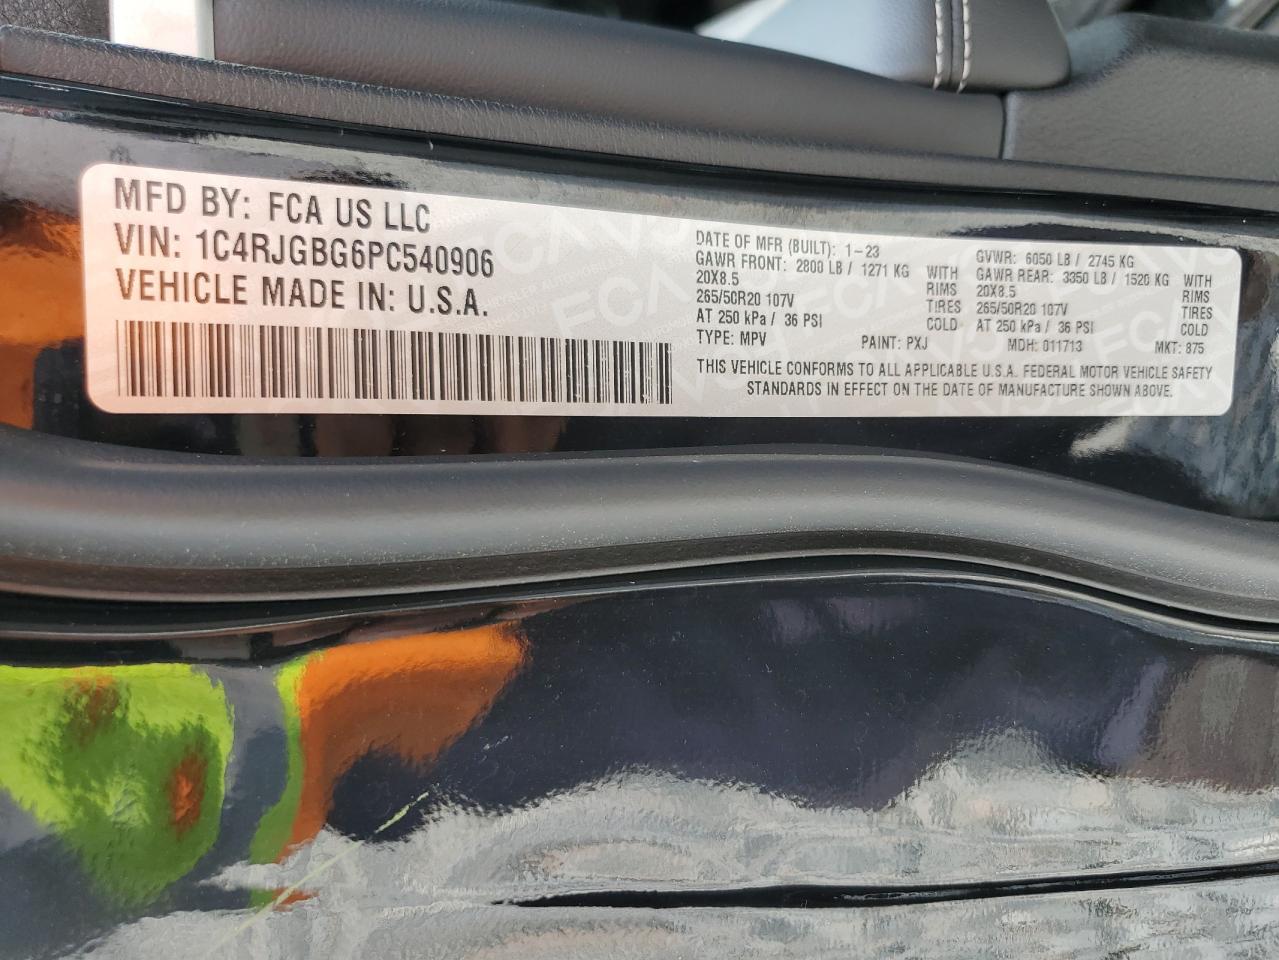 MFD BY: FCA US LLC
VIN: 1C4RJGBG6PC540906
VEHICLE MADE IN: U.S.A.
DATE OF MFR (BUILT): 1-23 GVWR: 6050 LB / 2745 KG
GAWR FRONT: 2800 LB / 1271 KG WITH GAWR REAR: 3350 LB / 1520 KG WITH
20X8.5 RIMS 20X8.5 RIMS
265/50R20 107V TIRES 265/50R20 107V TIRES
AT 250 kPa / 36 PSI COLD AT 250 kPa / 36 PSI COLD
TYPE: MPV PAINT: PXJ MDH: 011713 MKT: 875
THIS VEHICLE CONFORMS TO ALL APPLICABLE U.S.A. FEDERAL MOTOR VEHICLE SAFETY
STANDARDS IN EFFECT ON THE DATE OF MANUFACTURE SHOWN ABOVE.